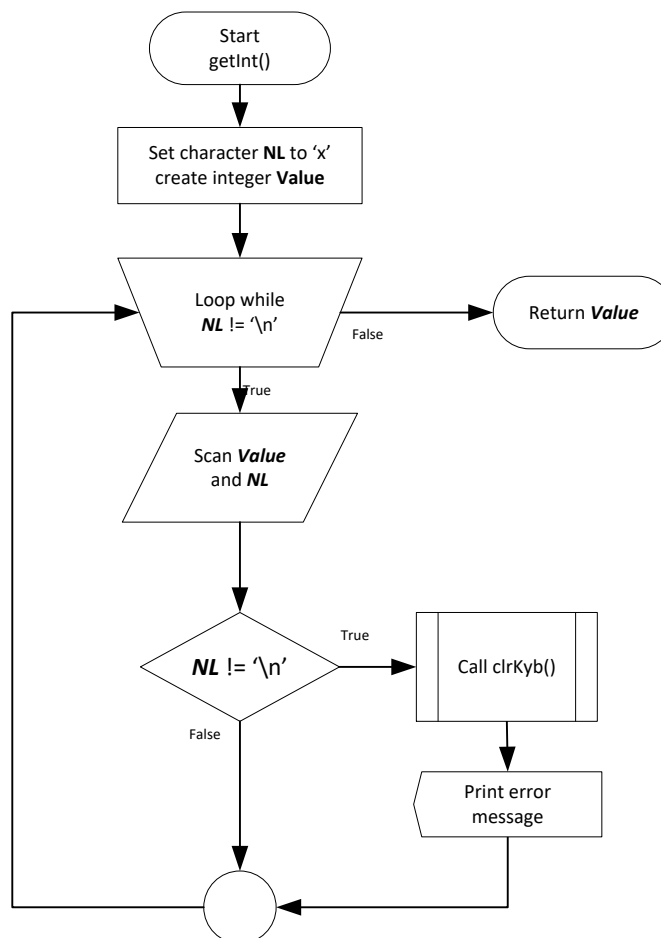 Start
getInt()
Set character NL to ‘x’
create integer Value
Loop while
NL != ‘\n’
False
Return Value
True
Scan Value
and NL
NL != ‘\n’
True
Call clrKyb()
False
Print error
message